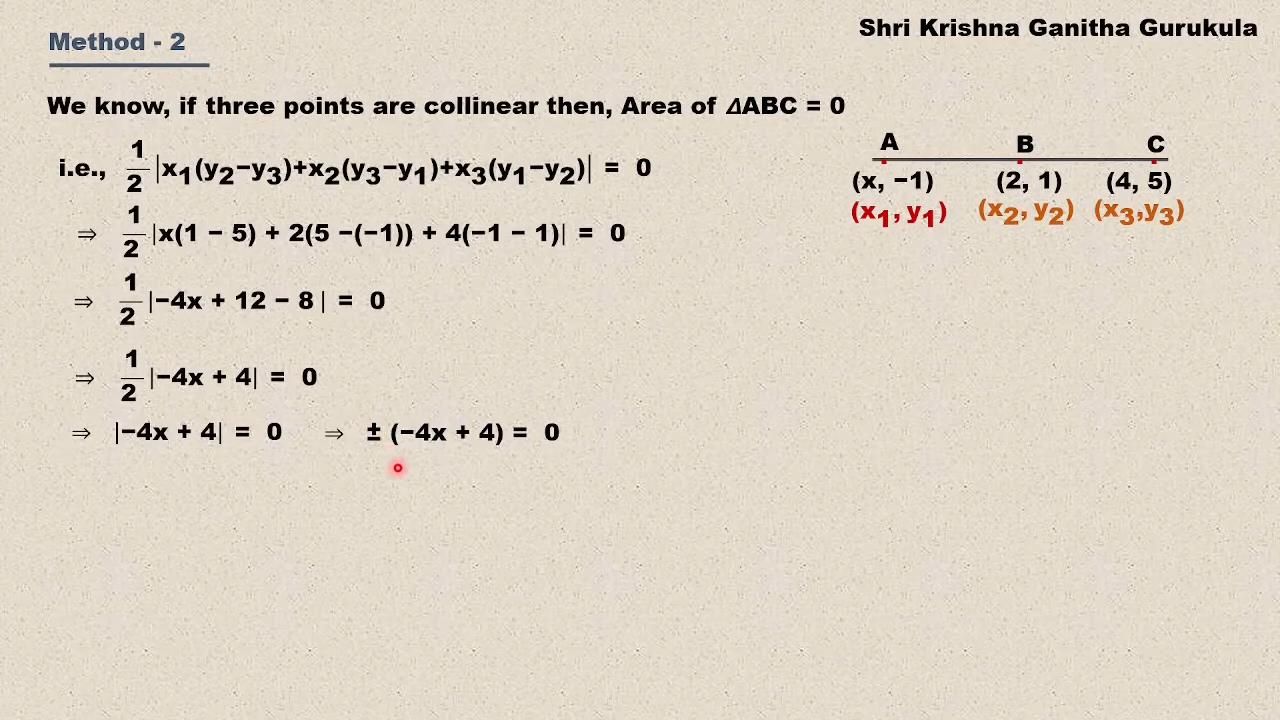 Shri Krishna Ganitha Gurukula
Method - 2
We know, if three points are collinear then, Area of 𝜟ABC = 0
i.e., 1/2 |x₁(y₂−y₃)+x₂(y₃−y₁)+x₃(y₁−y₂)| = 0
⇒ 1/2 |x(1 − 5) + 2(5 −(−1)) + 4(−1 − 1)| = 0
⇒ 1/2 |−4x + 12 − 8 | = 0
⇒ 1/2 |−4x + 4| = 0
⇒ |−4x + 4| = 0 ⇒ ± (−4x + 4) = 0
A B C
(x, −1) (2, 1) (4, 5)
(x₁, y₁) (x₂, y₂) (x₃,y₃)